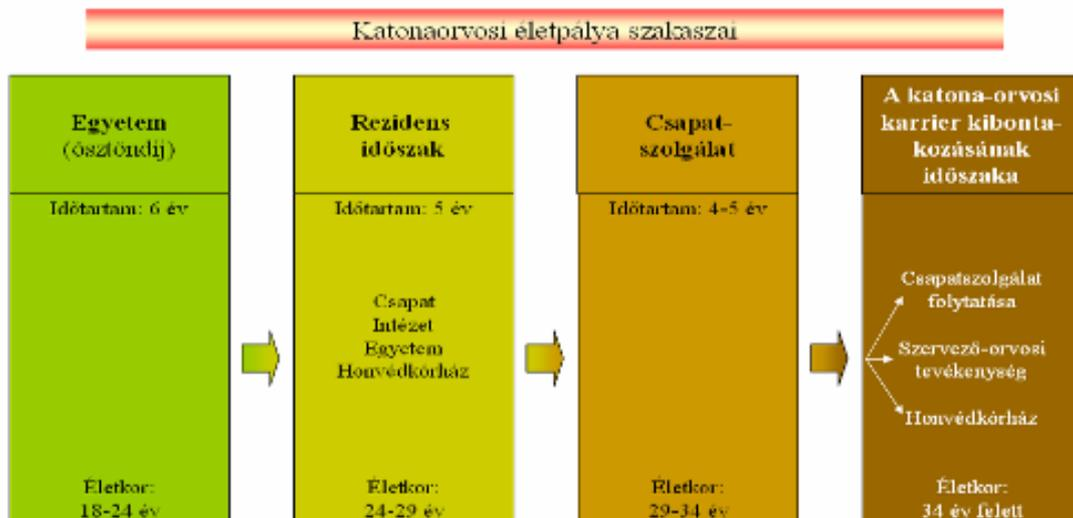 Katonaorvosi életpálya szakaszai
Egyetem
(ösztöndíj)
Időtartam: 6 év
Életkor:
18-24 év
Rezidens
időszak
Időtartam: 5 év
Csapat
Intézet
Egyetem
Honvédkórház
Életkor:
24-29 év
Csapat-
szolgálat
Időtartam: 4-5 év
Életkor:
29-34 év
A katona-orvosi
karrier kibonta-
kozásának
időszaka
Csapatszolgálat
folytatása
Szervező-orvosi
tevékenység
Honvédkórház
Életkor:
34 év felett